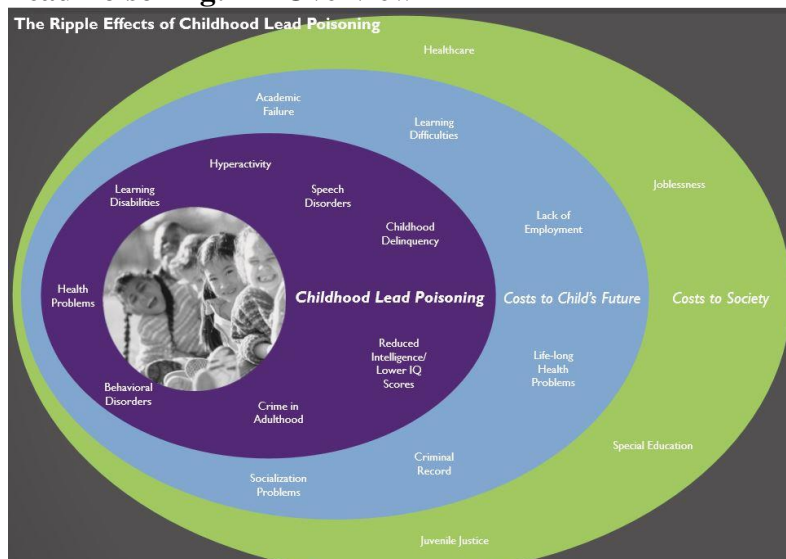 The Ripple Effects of Childhood Lead Poisoning
Healthcare
Academic
Failure
Learning
Difficulties
Hyperactivity
Learning
Disabilities
Speech
Disorders
Joblessness
Childhood
Delinquency
Lack of
Employment
Health
Problems
Childhood Lead Poisoning
Costs to Child's Future
Costs to Society
Reduced
Intelligence/
Lower IQ
Scores
Life-long
Health
Problems
Behavioral
Disorders
Crime in
Adulthood
Special Education
Criminal
Record
Socialization
Problems
Juvenile Justice